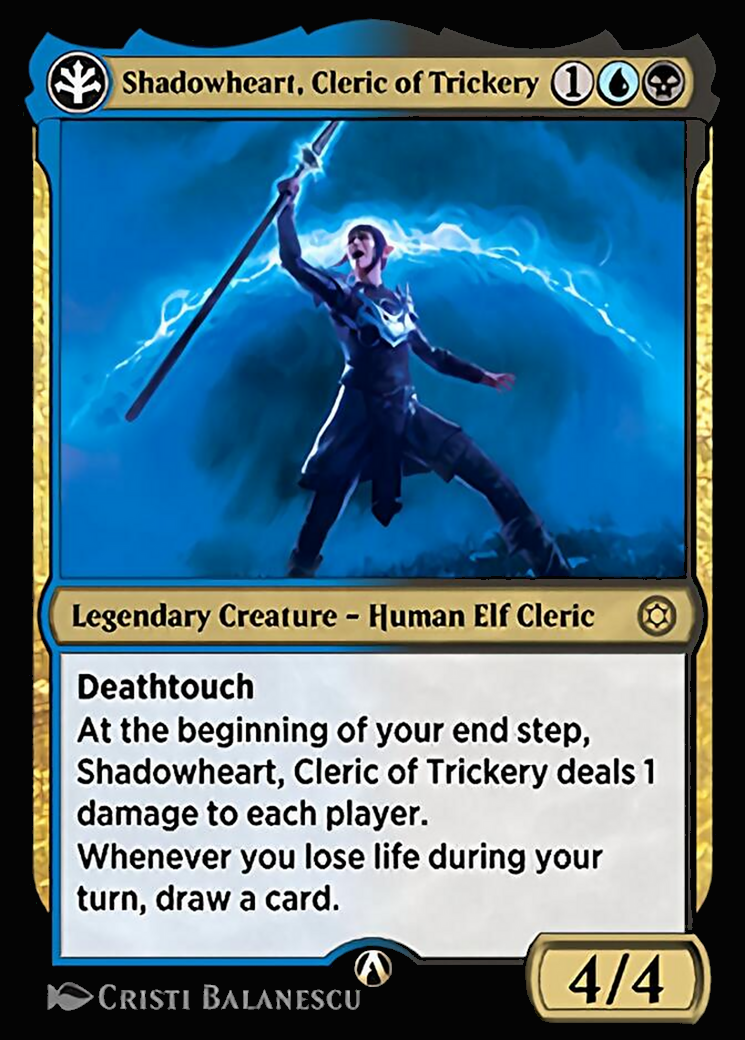 Shadowheart, Cleric of Trickery 1
Legendary Creature – Human Elf Cleric
Deathtouch
At the beginning of your end step,
Shadowheart, Cleric of Trickery deals 1
damage to each player.
Whenever you lose life during your
turn, draw a card.
4/4
Cristi Balanescu